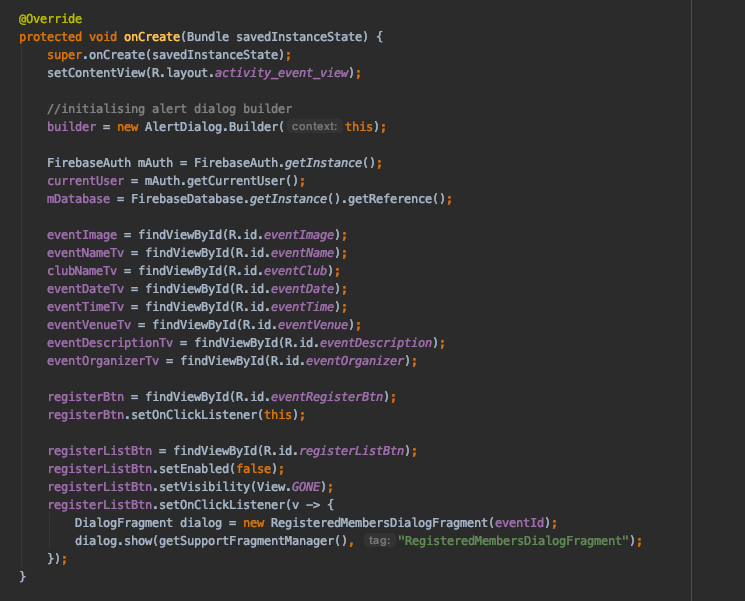 @Override
protected void onCreate(Bundle savedInstanceState) {
super.onCreate(savedInstanceState);
setContentView(R.layout.activity_event_view);
//initialising alert dialog builder
builder = new AlertDialog.Builder( context: this);
FirebaseAuth mAuth = FirebaseAuth.getInstance();
currentUser = mAuth.getCurrentUser();
mDatabase = FirebaseDatabase.getInstance().getReference();
eventImage = findViewById(R.id.eventImage);
eventNameTv = findViewById(R.id.eventName);
clubNameTv = findViewById(R.id.eventClub);
eventDateTv = findViewById(R.id.eventDate);
eventTimeTv = findViewById(R.id.eventTime);
eventVenueTv = findViewById(R.id.eventVenue);
eventDescriptionTv = findViewById(R.id.eventDescription);
eventOrganizerTv = findViewById(R.id.eventOrganizer);
registerBtn = findViewById(R.id.eventRegisterBtn);
registerBtn.setOnClickListener(this);
registerListBtn = findViewById(R.id.registerListBtn);
registerListBtn.setEnabled(false);
registerListBtn.setVisibility(View.GONE);
registerListBtn.setOnClickListener(v -> {
DialogFragment dialog = new RegisteredMembersDialogFragment(eventId);
dialog.show(getSupportFragmentManager(), tag: "RegisteredMembersDialogFragment");
});
}